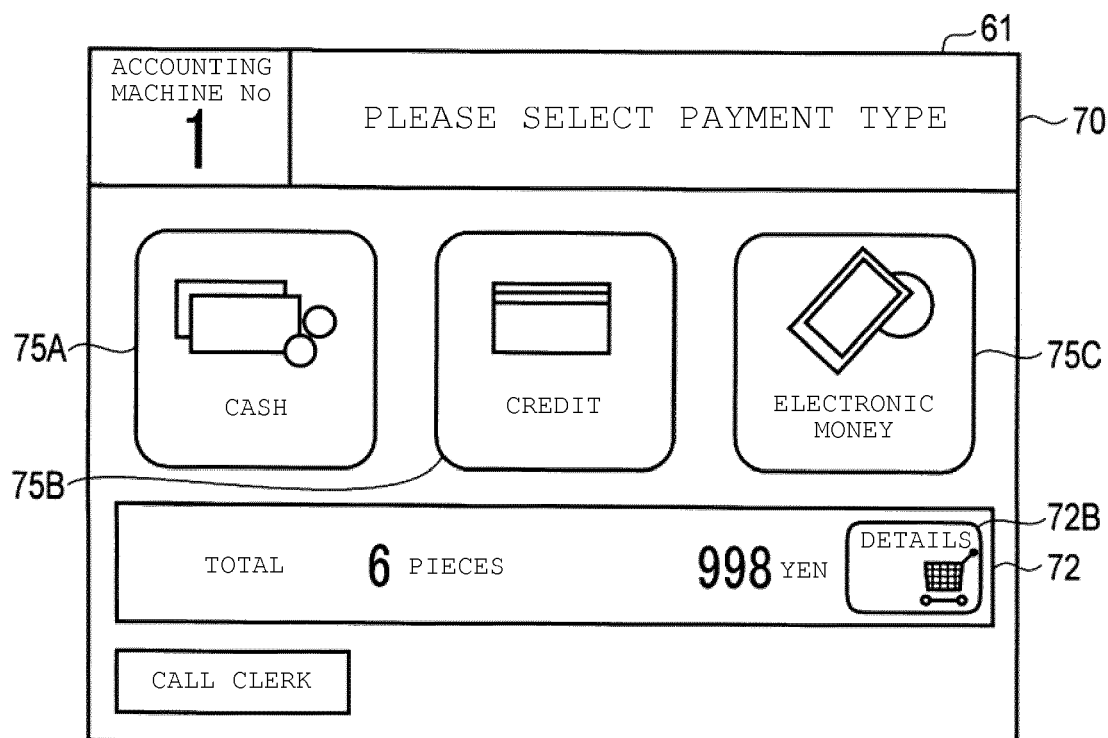 61
ACCOUNTING
MACHINE No
1
PLEASE SELECT PAYMENT TYPE
70
75A
CASH
CREDIT
ELECTRONIC
MONEY
75C
75B
72B
TOTAL 6 PIECES 998 YEN
DETAILS
72
CALL CLERK